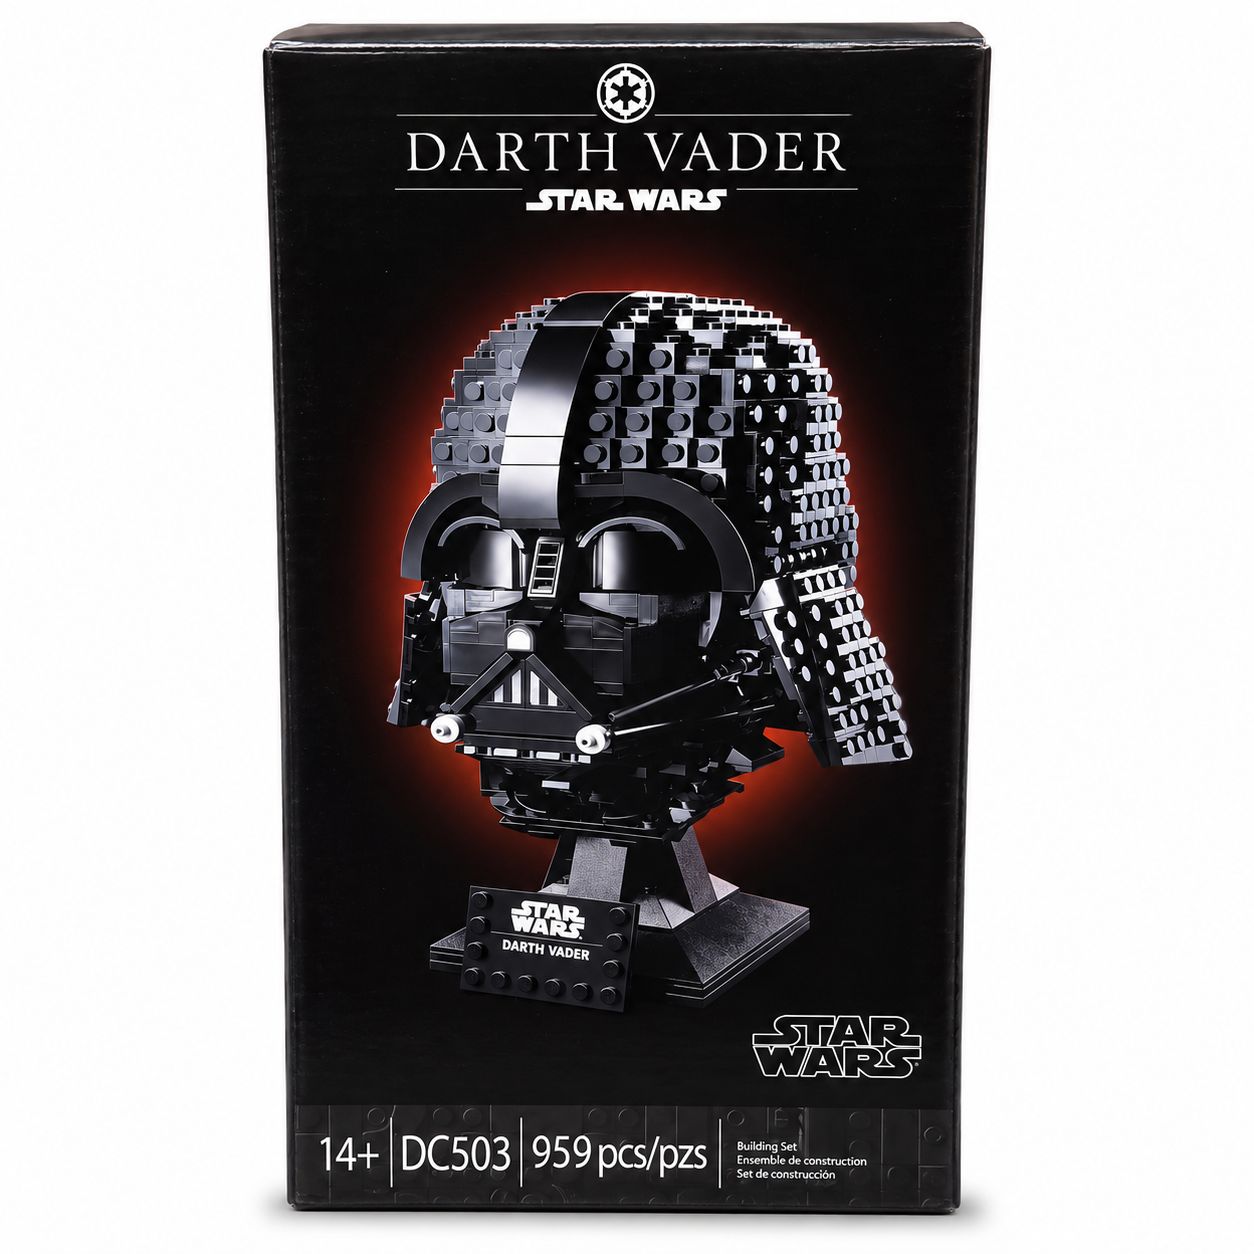 DARTH VADER
STAR WARS
STAR
WARS
DARTH VADER
STAR
WARS
14+ DC503 959 pcs/pzs
Building Set
Ensemble de construction
Set de construcción